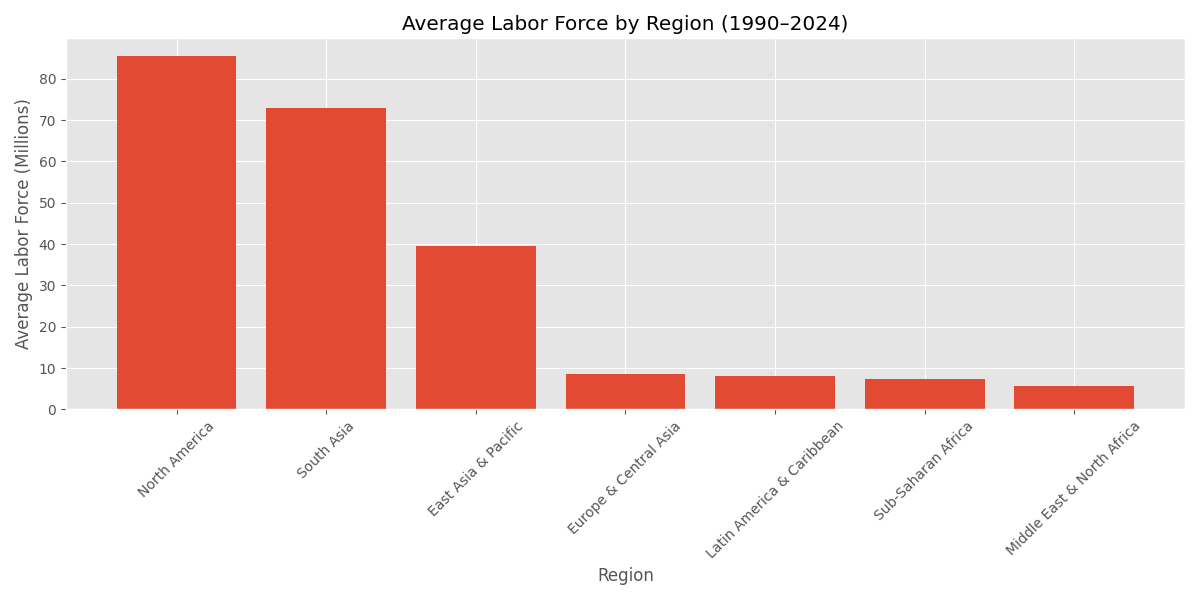 Average Labor Force by Region (1990–2024)
Average Labor Force (Millions)
80
70
60
50
40
30
20
10
0
North America
South Asia
East Asia & Pacific
Europe & Central Asia
Latin America & Caribbean
Sub-Saharan Africa
Middle East & North Africa
Region